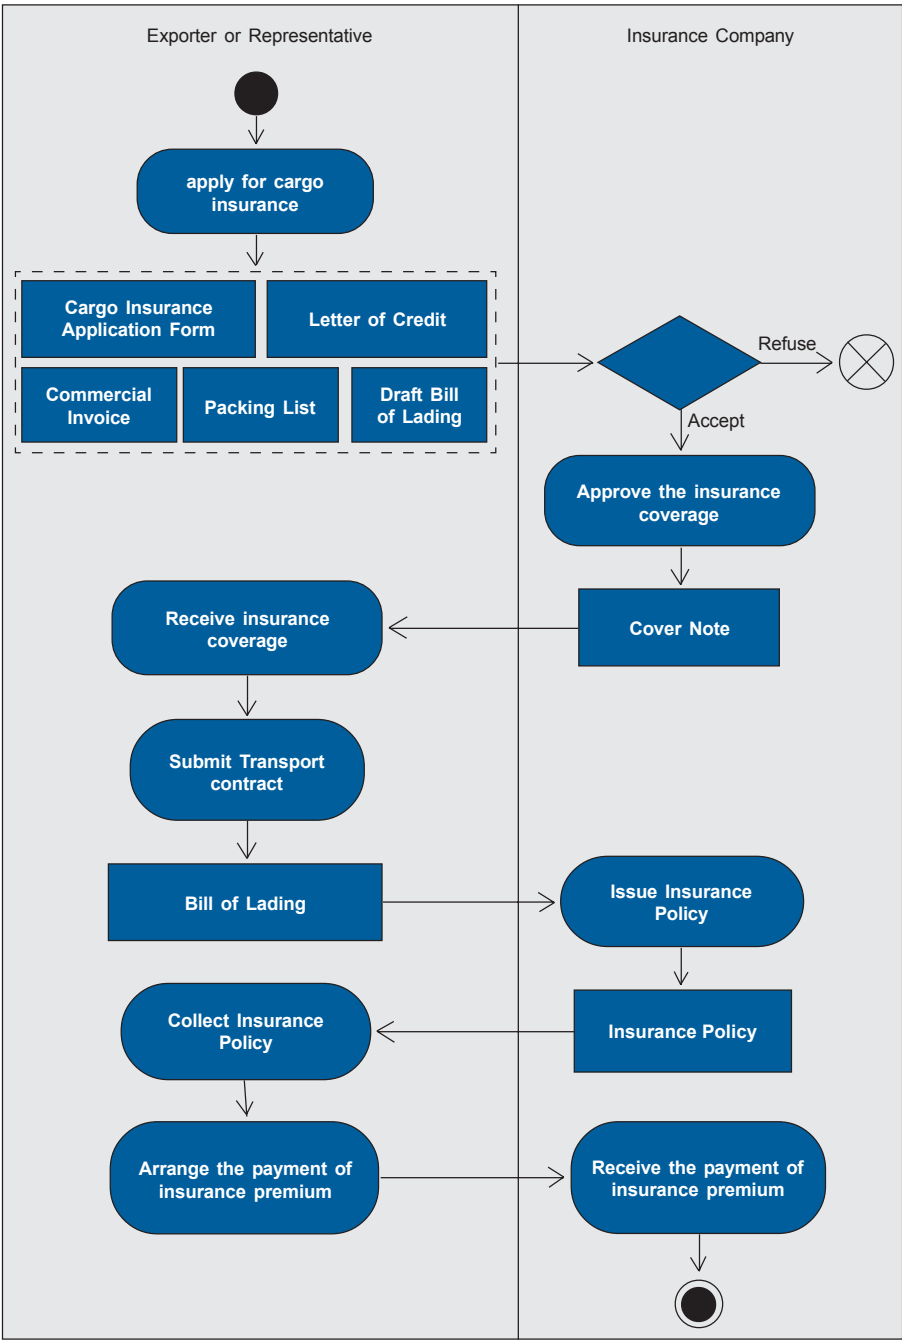 Exporter or Representative
Insurance Company
apply for cargo
insurance
Cargo Insurance
Application Form
Letter of Credit
Commercial
Invoice
Packing List
Draft Bill
of Lading
Refuse
Accept
Approve the insurance
coverage
Receive insurance
coverage
Cover Note
Submit Transport
contract
Bill of Lading
Issue Insurance
Policy
Collect Insurance
Policy
Insurance Policy
Arrange the payment of
insurance premium
Receive the payment of
insurance premium